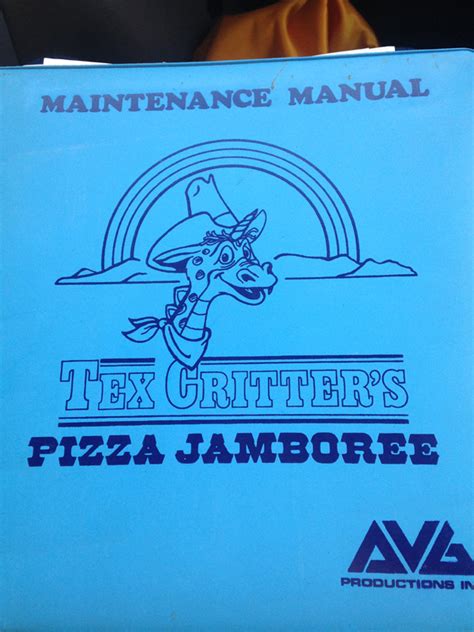 MAINTENANCE MANUAL
TEX CRITTER'S
PIZZA JAMBOREE
AVG
PRODUCTIONS IN